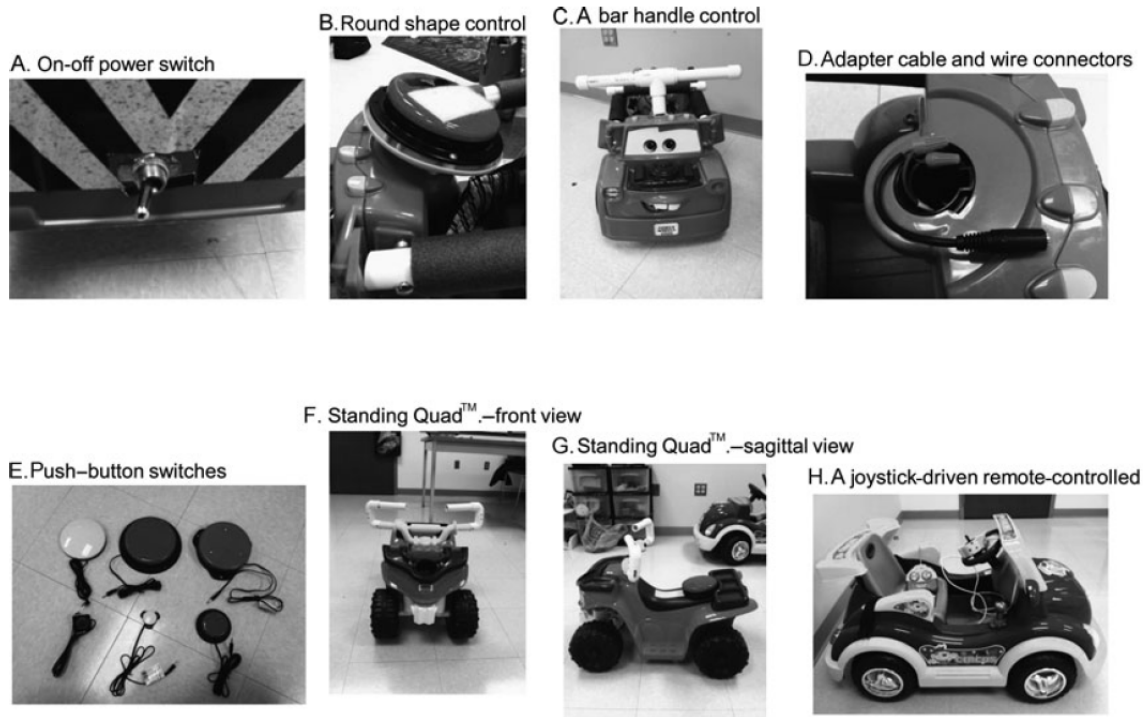 A. On-off power switch
B. Round shape control
C. A bar handle control
D. Adapter cable and wire connectors
E. Push–button switches
F. Standing Quad™.–front view
G. Standing Quad™.–sagittal view
H. A joystick-driven remote-controlled